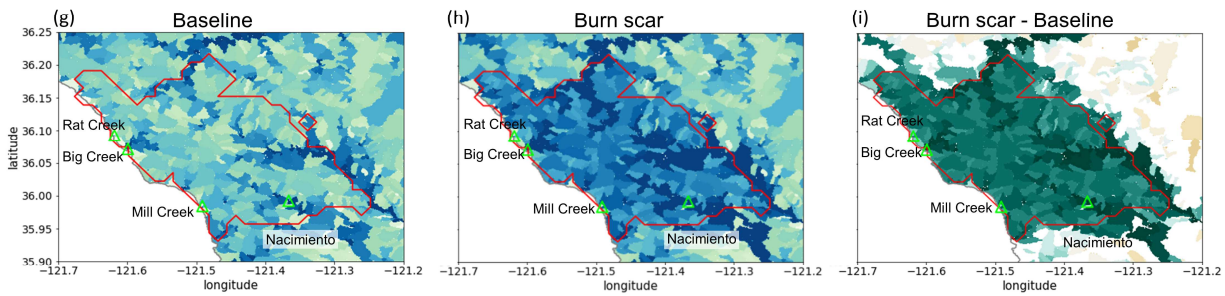 (g) Baseline
36.25
36.20
36.15
36.10
36.05
36.00
35.95
35.90
latitude
Rat Creek
Big Creek
Mill Creek
Nacimiento
−121.7 −121.6 −121.5 −121.4 −121.3 −121.2
longitude
(h) Burn scar
Rat Creek
Big Creek
Mill Creek
Nacimiento
−121.7 −121.6 −121.5 −121.4 −121.3 −121.2
longitude
(i) Burn scar - Baseline
Rat Creek
Big Creek
Mill Creek
Nacimiento
−121.7 −121.6 −121.5 −121.4 −121.3 −121.2
longitude